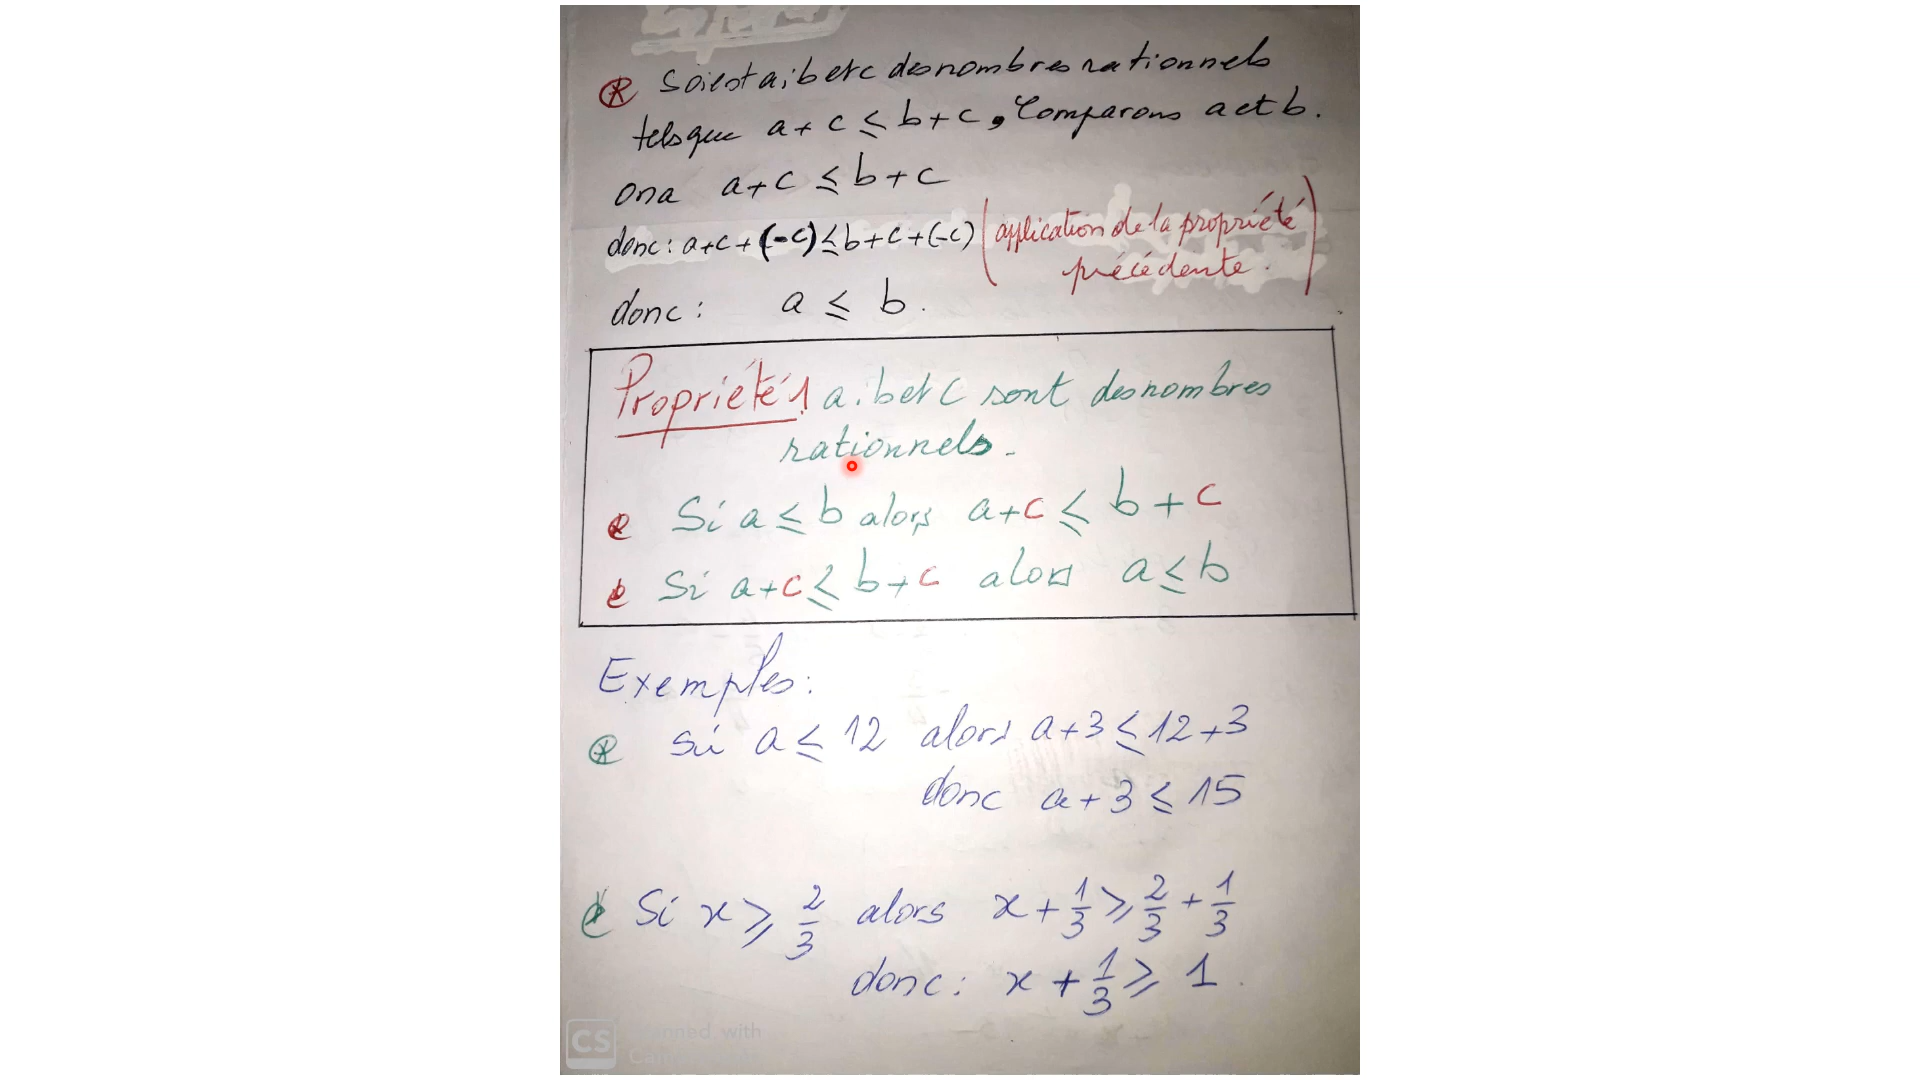 Soient a; b et c des nombres rationnels
tels que a + c ≤ b + c, Comparons a et b.
On a a + c ≤ b + c
donc: a + c + (-c) ≤ b + c + (-c) (application de la propriété
précédente.)
donc: a ≤ b.
Propriété 1 a. b et c sont des nombres
rationnels.
Si a ≤ b alors a + c ≤ b + c
Si a + c ≤ b + c alors a ≤ b
Exemples:
Si a ≤ 12 alors a + 3 ≤ 12 + 3
donc a + 3 ≤ 15
Si x ≥ 2/3 alors x + 1/3 ≥ 2/3 + 1/3
donc: x + 1/3 ≥ 1.
CS